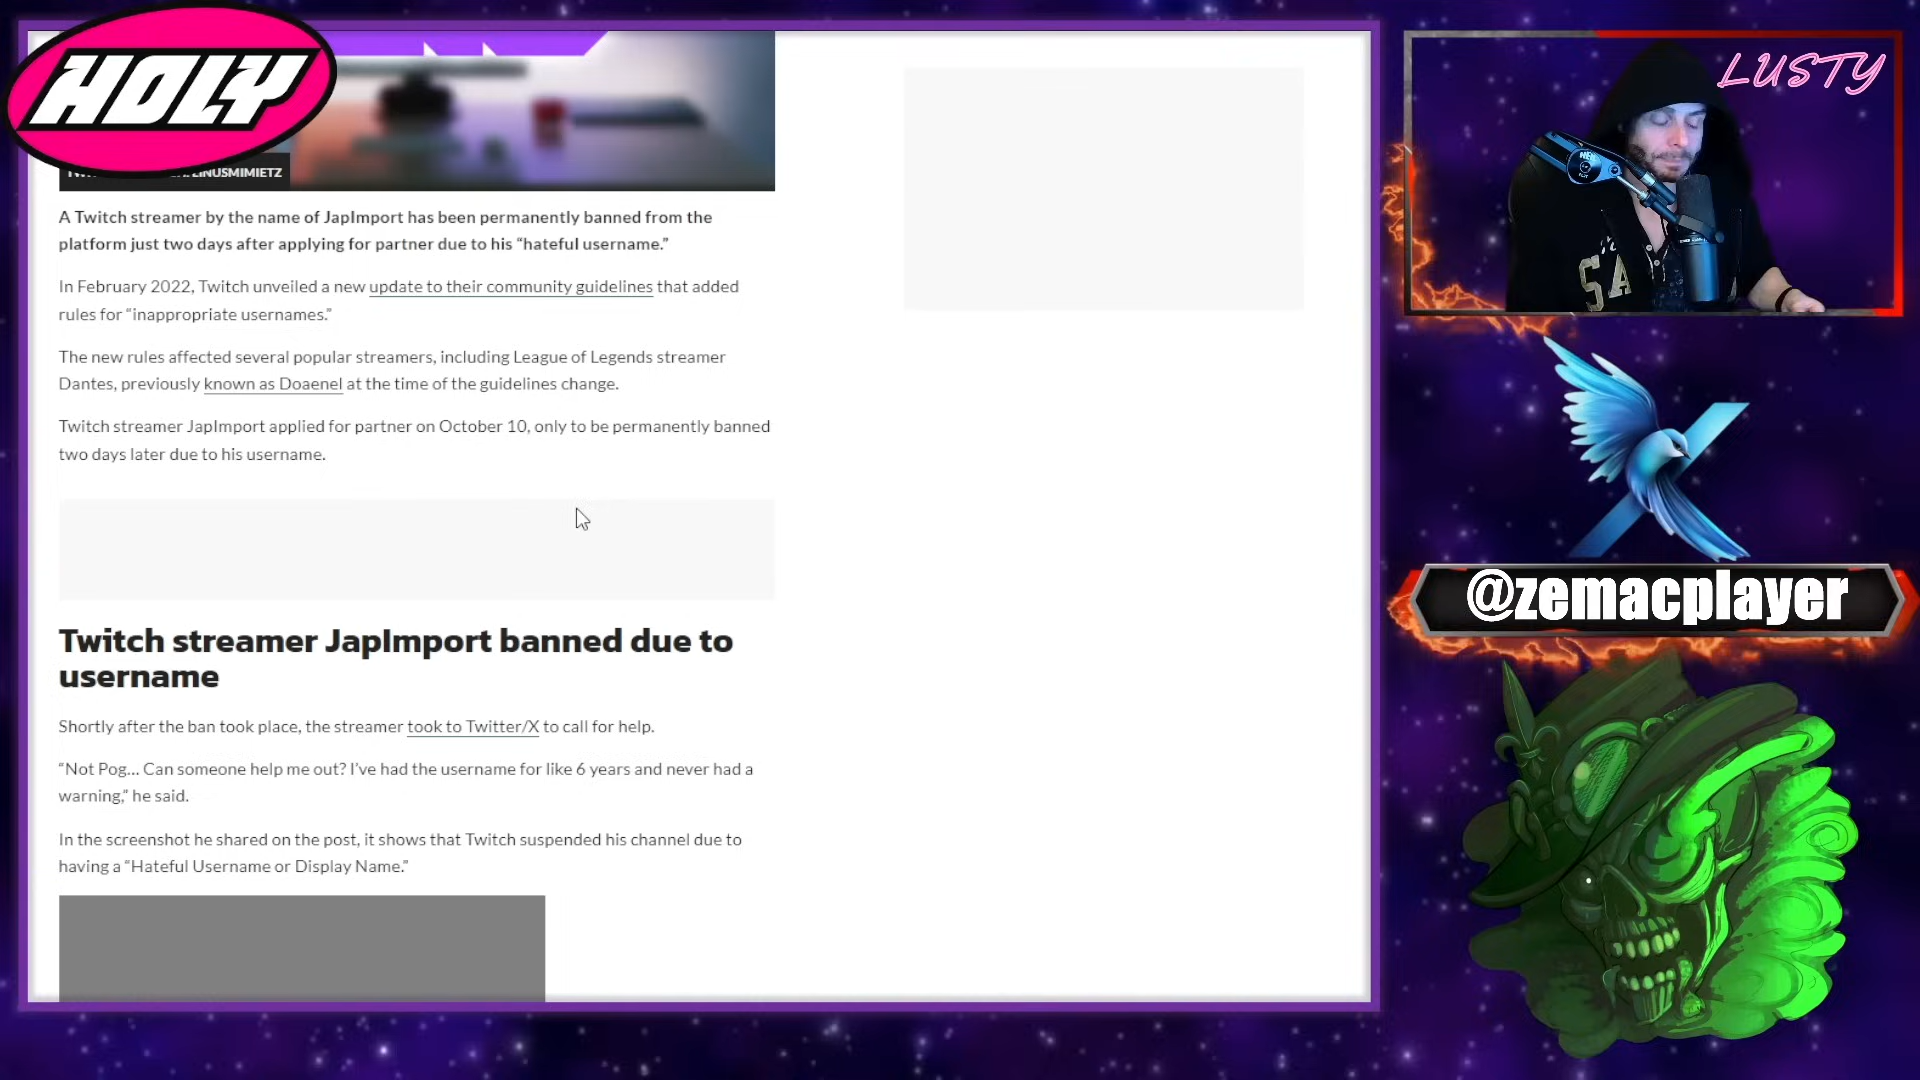 HOLY
LUSTY
A Twitch streamer by the name of JapImport has been permanently banned from the
platform just two days after applying for partner due to his “hateful username.”
In February 2022, Twitch unveiled a new update to their community guidelines that added
rules for “inappropriate usernames.”
The new rules affected several popular streamers, including League of Legends streamer
Dantes, previously known as Doaenel at the time of the guidelines change.
Twitch streamer JapImport applied for partner on October 10, only to be permanently banned
two days later due to his username.
Twitch streamer JapImport banned due to
username
Shortly after the ban took place, the streamer took to Twitter/X to call for help.
“Not Pog… Can someone help me out? I’ve had the username for like 6 years and never had a
warning,” he said.
In the screenshot he shared on the post, it shows that Twitch suspended his channel due to
having a “Hateful Username or Display Name.”
@zemacplayer